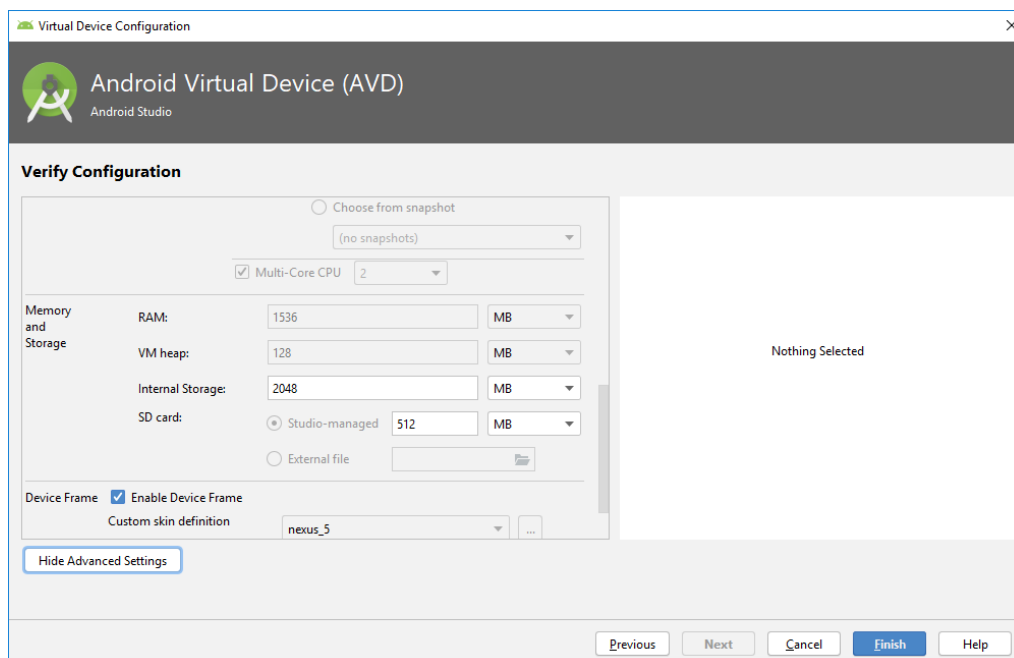 Virtual Device Configuration
Android Virtual Device (AVD)
Android Studio
Verify Configuration
Choose from snapshot
(no snapshots)
Multi-Core CPU 2
Memory and Storage
RAM: 1536 MB
VM heap: 128 MB
Internal Storage: 2048 MB
SD card: Studio-managed 512 MB
External file
Device Frame Enable Device Frame
Custom skin definition nexus_5 ...
Nothing Selected
Hide Advanced Settings
Previous Next Cancel Finish Help